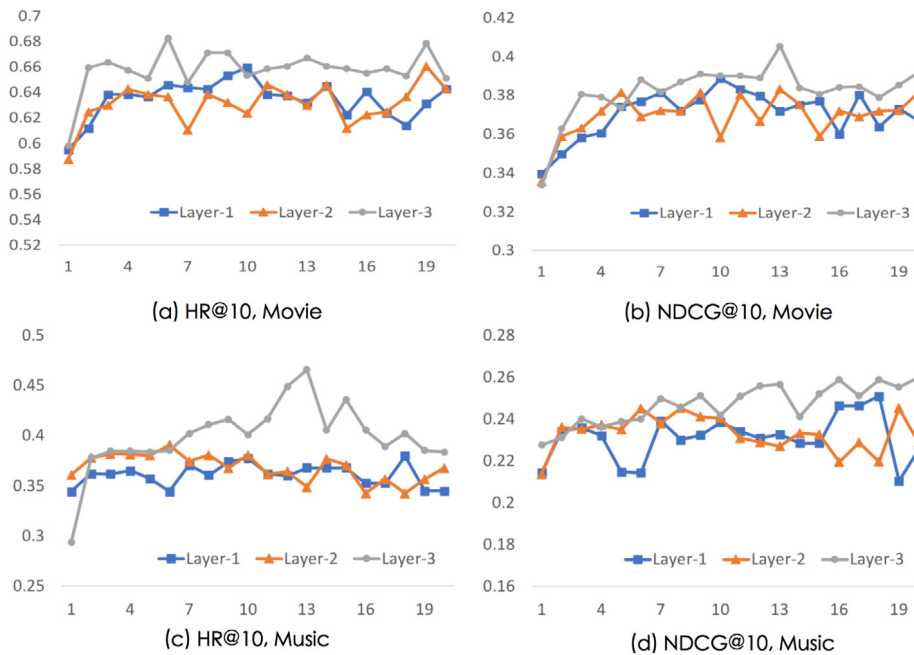 0.7
0.68
0.66
0.64
0.62
0.6
0.58
0.56
0.54
0.52
Layer-1 Layer-2 Layer-3
1 4 7 10 13 16 19
(a) HR@10, Movie
0.42
0.4
0.38
0.36
0.34
0.32
0.3
Layer-1 Layer-2 Layer-3
1 4 7 10 13 16 19
(b) NDCG@10, Movie
0.5
0.45
0.4
0.35
0.3
0.25
Layer-1 Layer-2 Layer-3
1 4 7 10 13 16 19
(c) HR@10, Music
0.28
0.26
0.24
0.22
0.2
0.18
0.16
Layer-1 Layer-2 Layer-3
1 4 7 10 13 16 19
(d) NDCG@10, Music